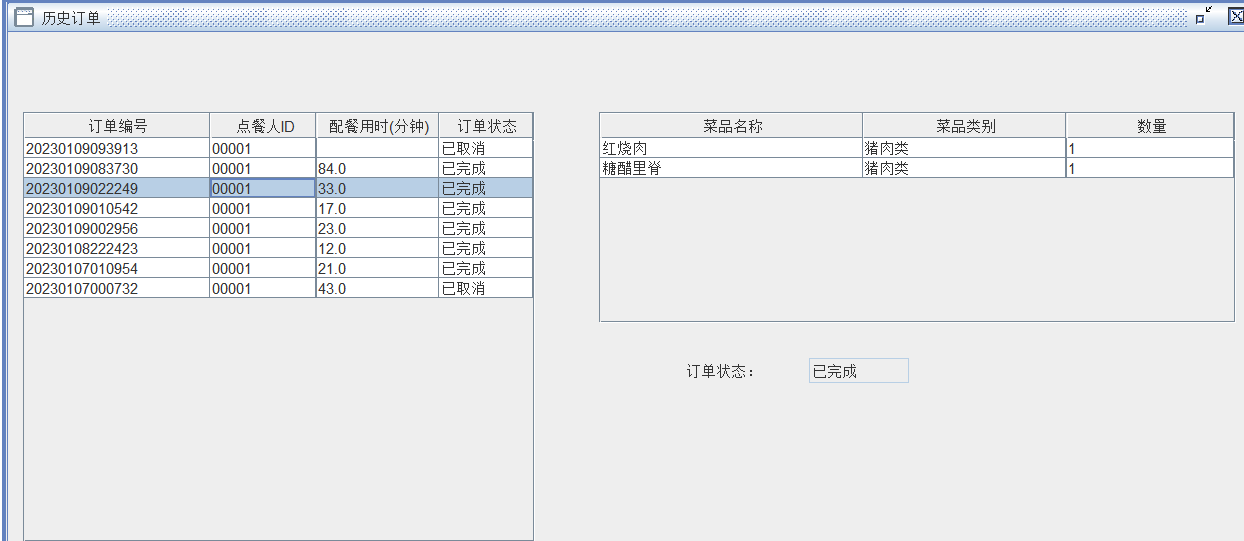 历史订单
订单编号 点餐人ID 配餐用时(分钟) 订单状态
20230109093913 00001 已取消
20230109083730 00001 84.0 已完成
20230109022249 00001 33.0 已完成
20230109010542 00001 17.0 已完成
20230109002956 00001 23.0 已完成
20230108222423 00001 12.0 已完成
20230107010954 00001 21.0 已完成
20230107000732 00001 43.0 已取消
菜品名称 菜品类别 数量
红烧肉 猪肉类 1
糖醋里脊 猪肉类 1
订单状态： 已完成